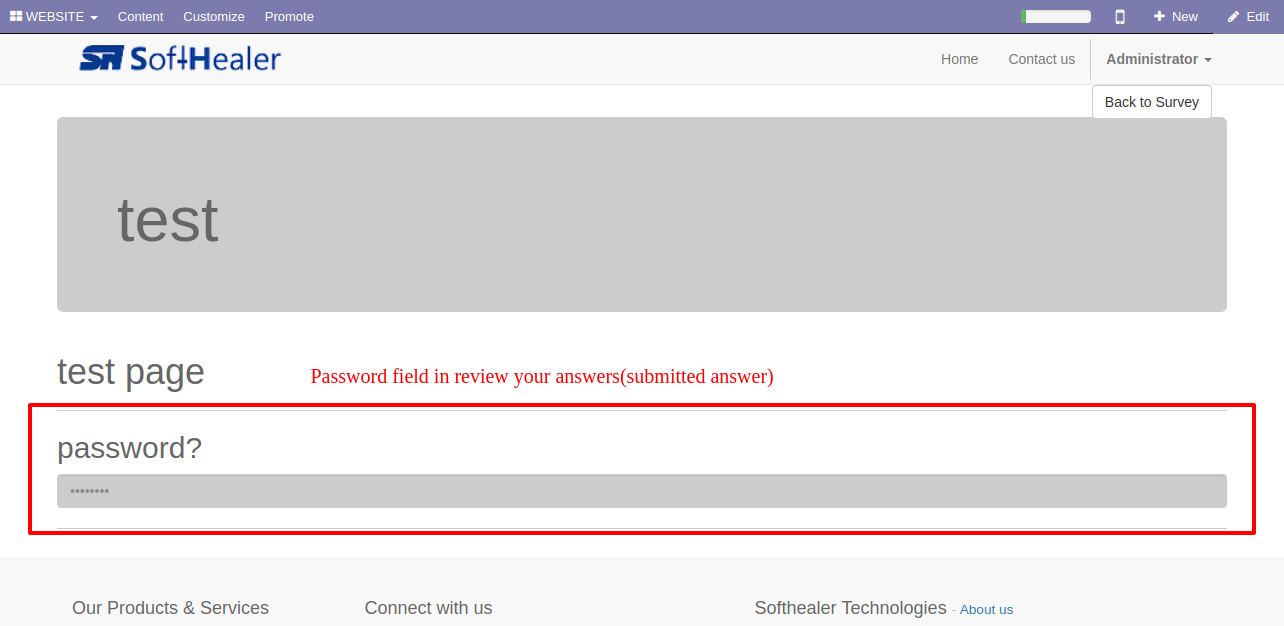 WEBSITE Content Customize Promote New Edit
SoftHealer Home Contact us Administrator
Back to Survey
test
test page Password field in review your answers(submitted answer)
password?
••••••••
Our Products & Services Connect with us Softhealer Technologies - About us